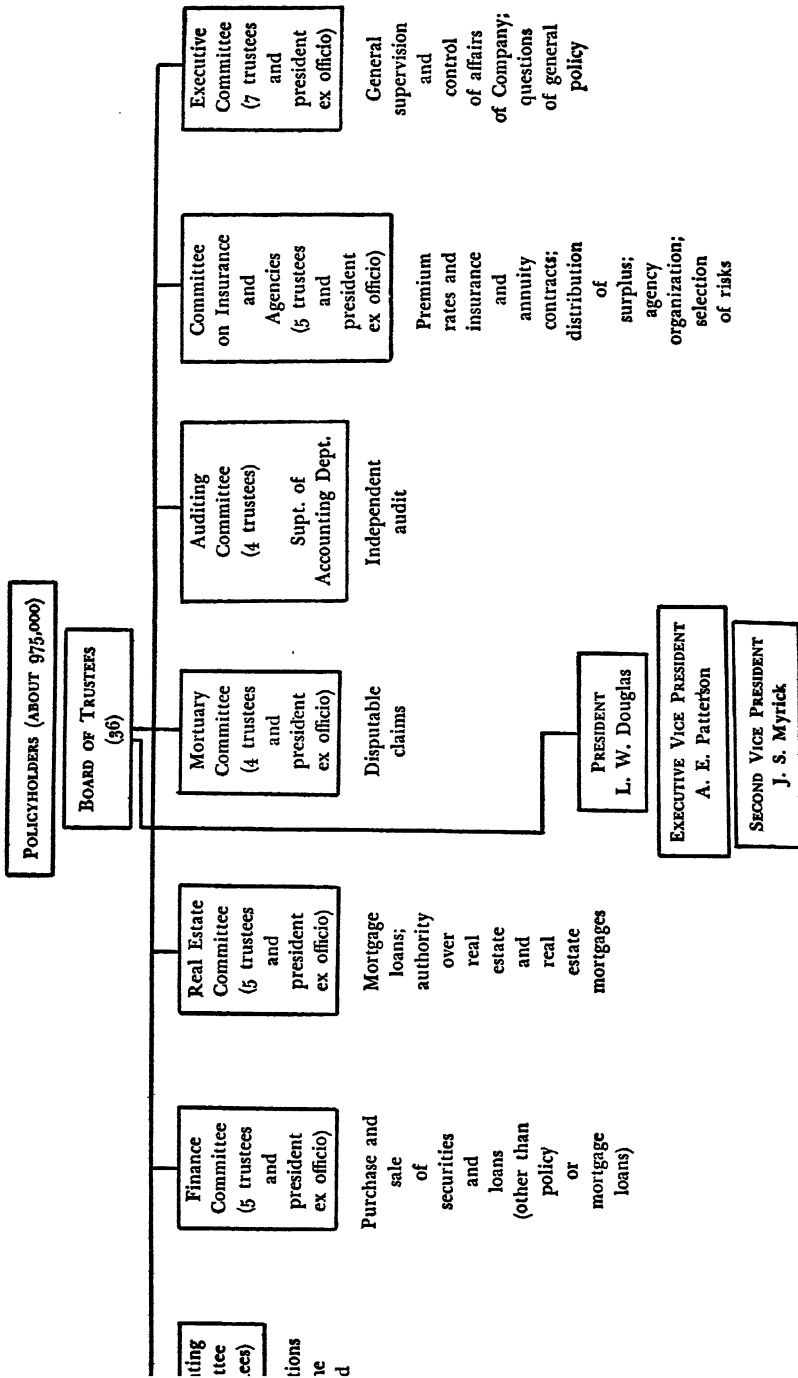 POLICYHOLDERS (ABOUT 975,000)
BOARD OF TRUSTEES
(36)
Finance
Committee
(5 trustees
and
president
ex officio)
Purchase and
sale
of
securities
and
loans
(other than
policy
or
mortgage
loans)
Real Estate
Committee
(5 trustees
and
president
ex officio)
Mortgage
loans;
authority
over
real
estate
and
real
estate
mortgages
Mortuary
Committee
(4 trustees
and
president
ex officio)
Disputable
claims
Auditing
Committee
(4 trustees)
Supt. of
Accounting Dept.
Independent
audit
Committee
on Insurance
and
Agencies
(5 trustees
and
president
ex officio)
Premium
rates and
insurance
and
annuity
contracts;
distribution
of
surplus;
agency
organization;
selection
of risks
Executive
Committee
(7 trustees
and
president
ex officio)
General
supervision
and
control
of affairs
of Company;
questions
of general
policy
PRESIDENT
L. W. Douglas
EXECUTIVE VICE PRESIDENT
A. E. Patterson
SECOND VICE PRESIDENT
J. S. Myrick